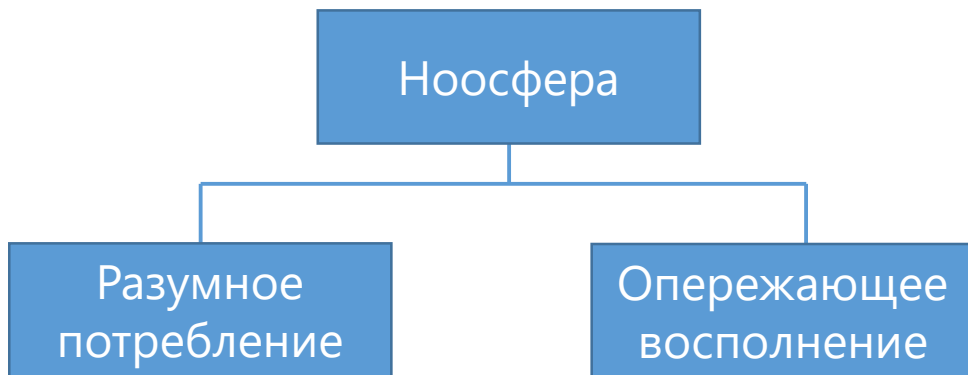 Ноосфера
Разумное
потребление
Опережающее
восполнение